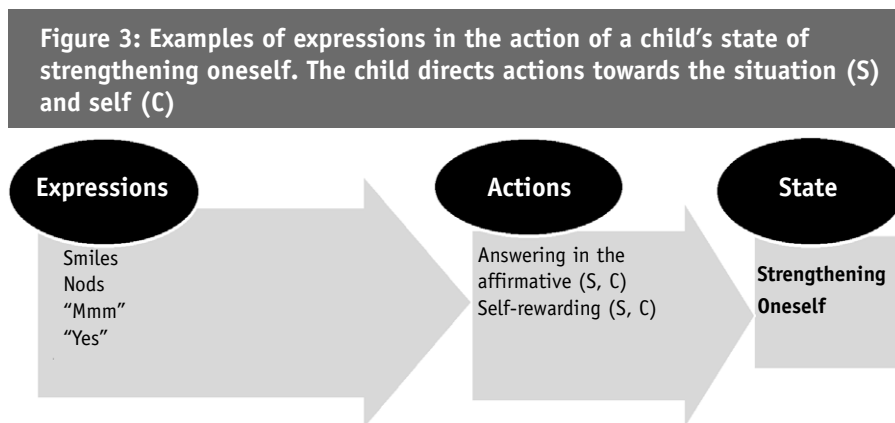 Figure 3: Examples of expressions in the action of a child’s state of
strengthening oneself. The child directs actions towards the situation (S)
and self (C)
Expressions
Smiles
Nods
“Mmm”
“Yes”
Actions
Answering in the
affirmative (S, C)
Self-rewarding (S, C)
State
Strengthening
Oneself